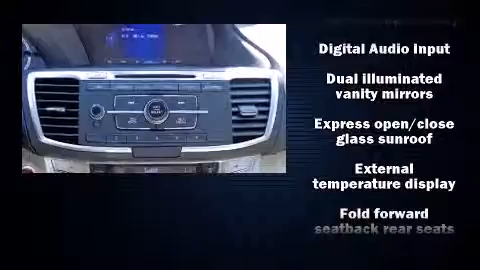 Digital Audio Input
Dual illuminated
vanity mirrors
Express open/close
glass sunroof
External
temperature display
Fold forward
seatback rear seats